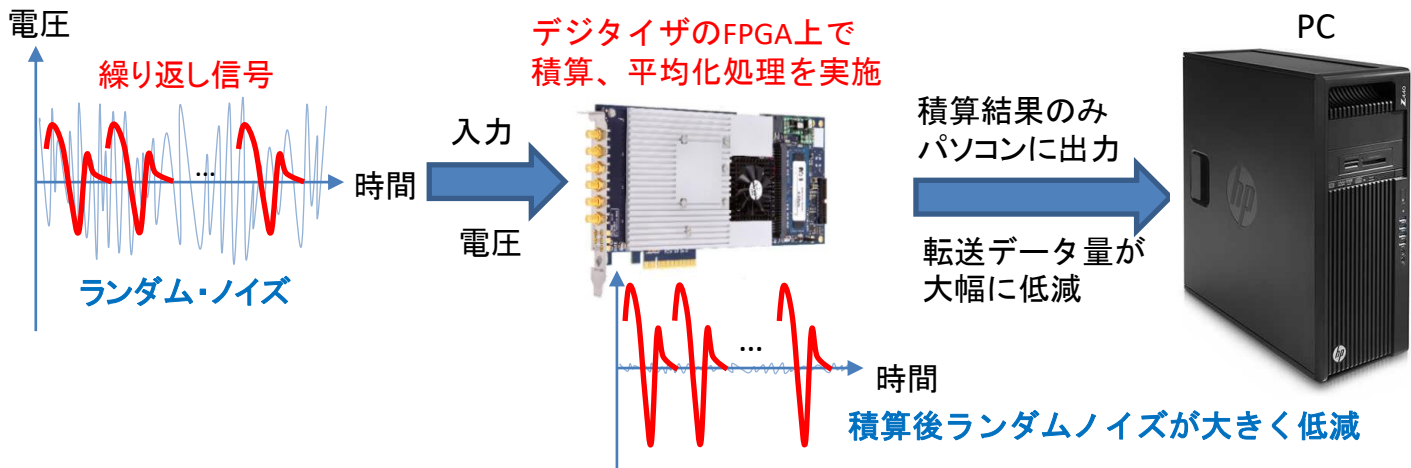 電圧
繰り返し信号
...
時間
ランダム・ノイズ
入力
デジタイザのFPGA上で
積算、平均化処理を実施
電圧
...
時間
積算後ランダムノイズが大きく低減
積算結果のみ
パソコンに出力
転送データ量が
大幅に低減
PC
Z440
hp
hp